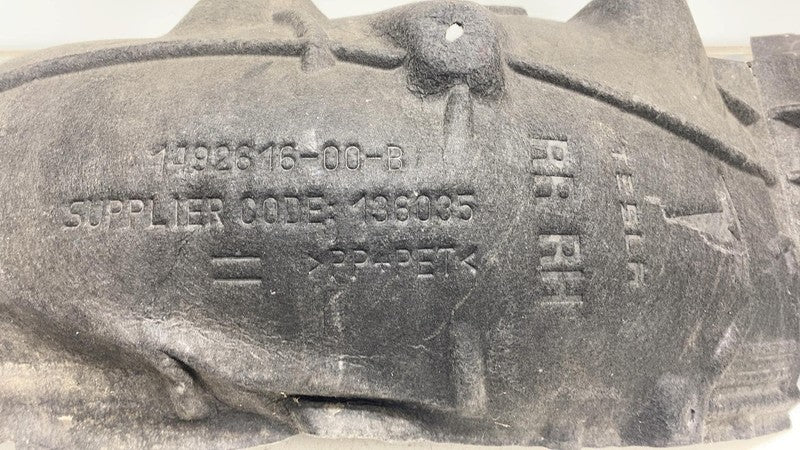 1492616-00-B
SUPPLIER CODE: 136035
>PP+PET<
RR RH
TESLA